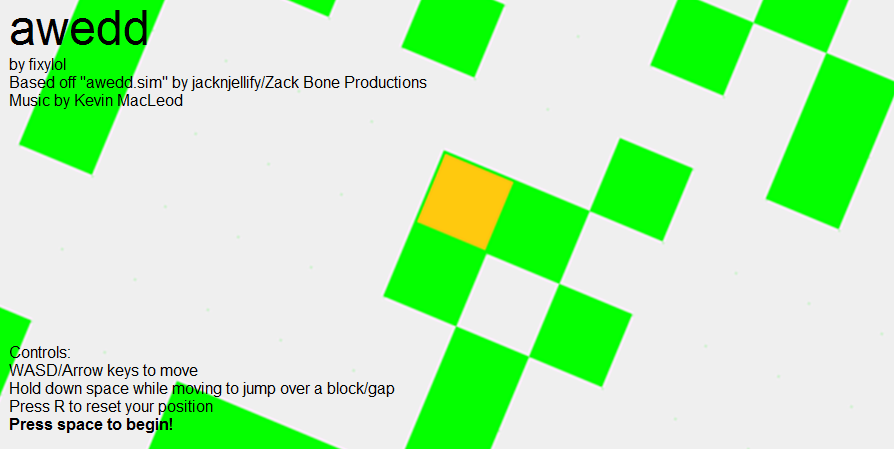 awedd
by fixylol
Based off "awedd.sim" by jacknjellify/Zack Bone Productions
Music by Kevin MacLeod
Controls:
WASD/Arrow keys to move
Hold down space while moving to jump over a block/gap
Press R to reset your position
Press space to begin!